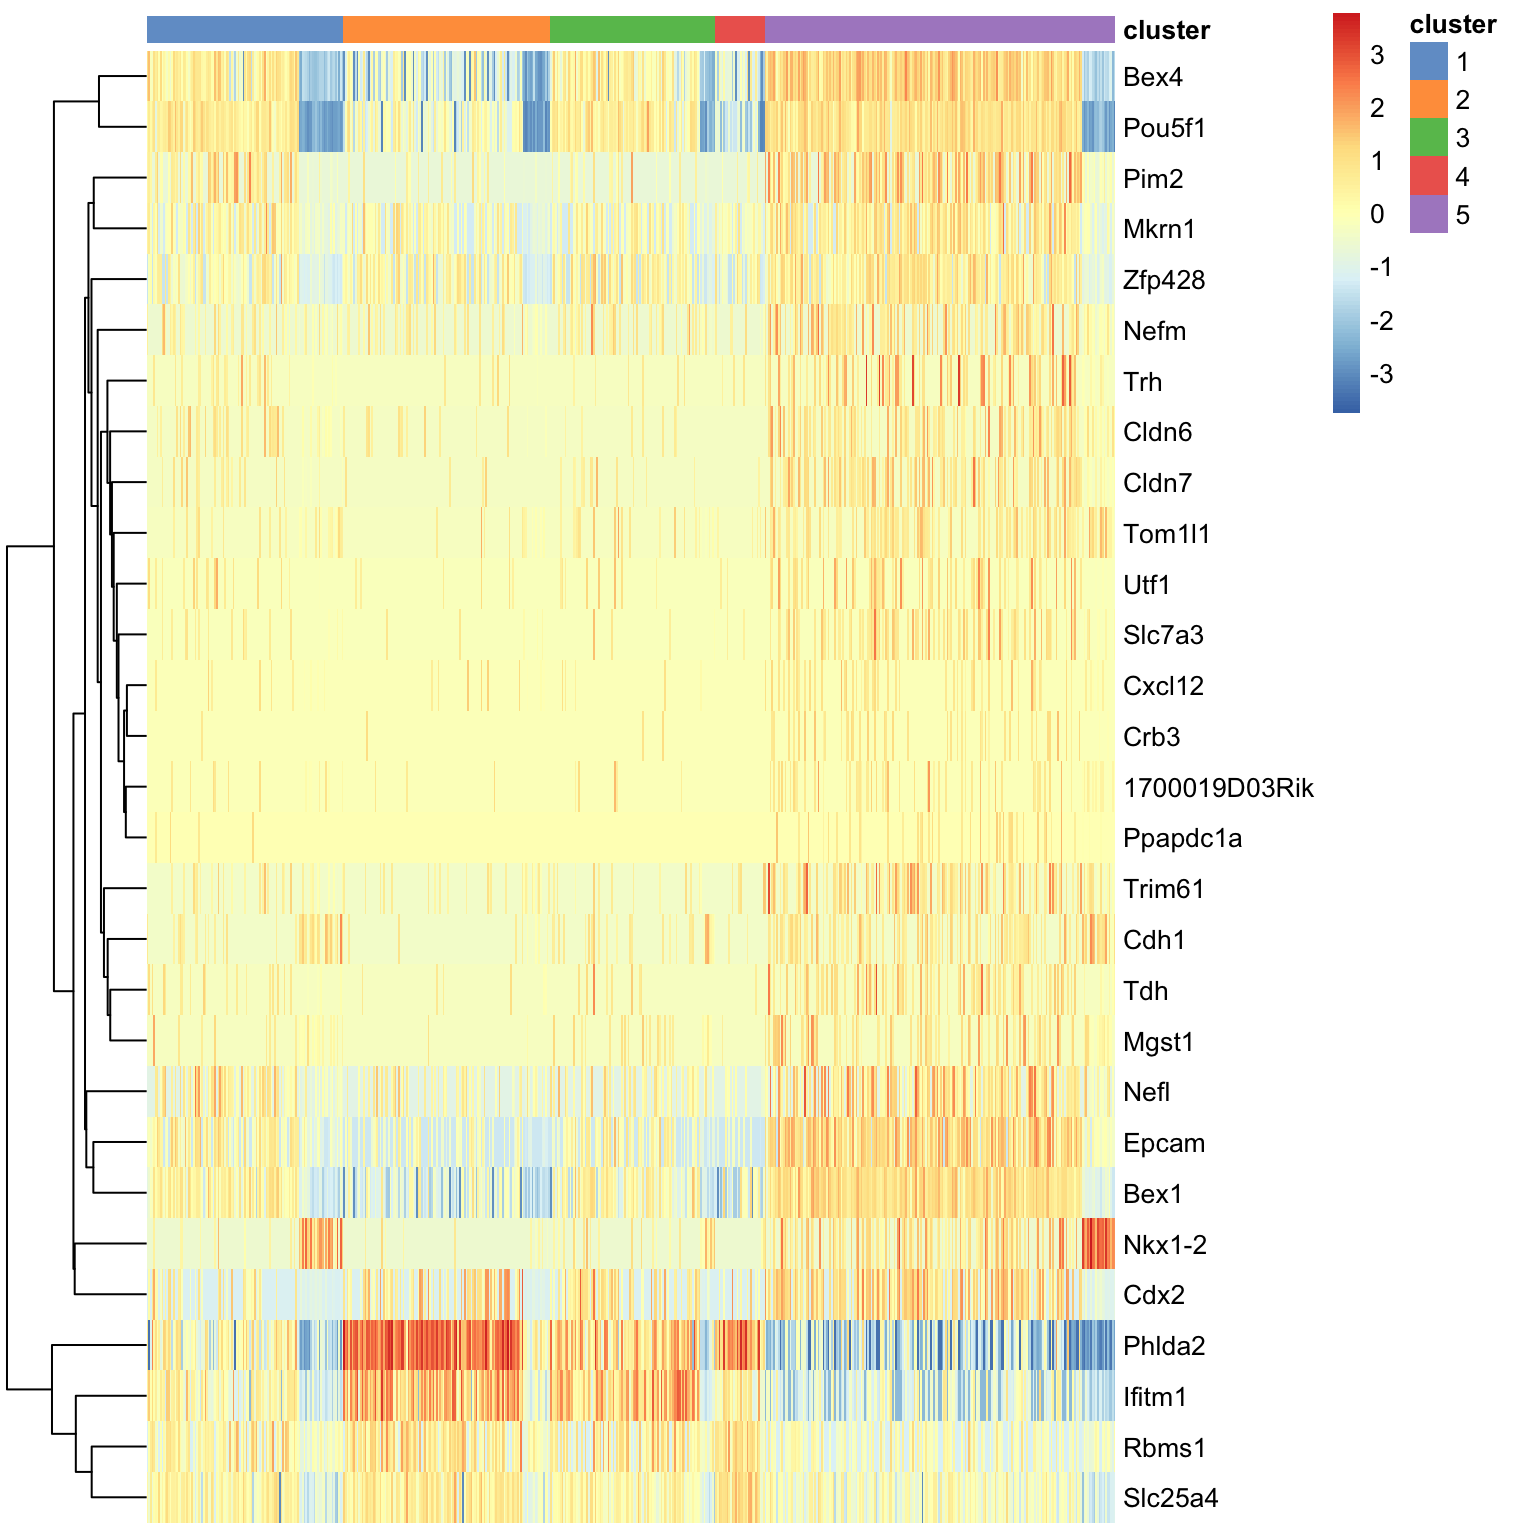 cluster
Bex4
Pou5f1
Pim2
Mkrn1
Zfp428
Nefm
Trh
Cldn6
Cldn7
Tom1l1
Utf1
Slc7a3
Cxcl12
Crb3
1700019D03Rik
Ppapdc1a
Trim61
Cdh1
Tdh
Mgst1
Nefl
Epcam
Bex1
Nkx1-2
Cdx2
Phlda2
Ifitm1
Rbms1
Slc25a4
3
2
1
0
-1
-2
-3
cluster
1
2
3
4
5